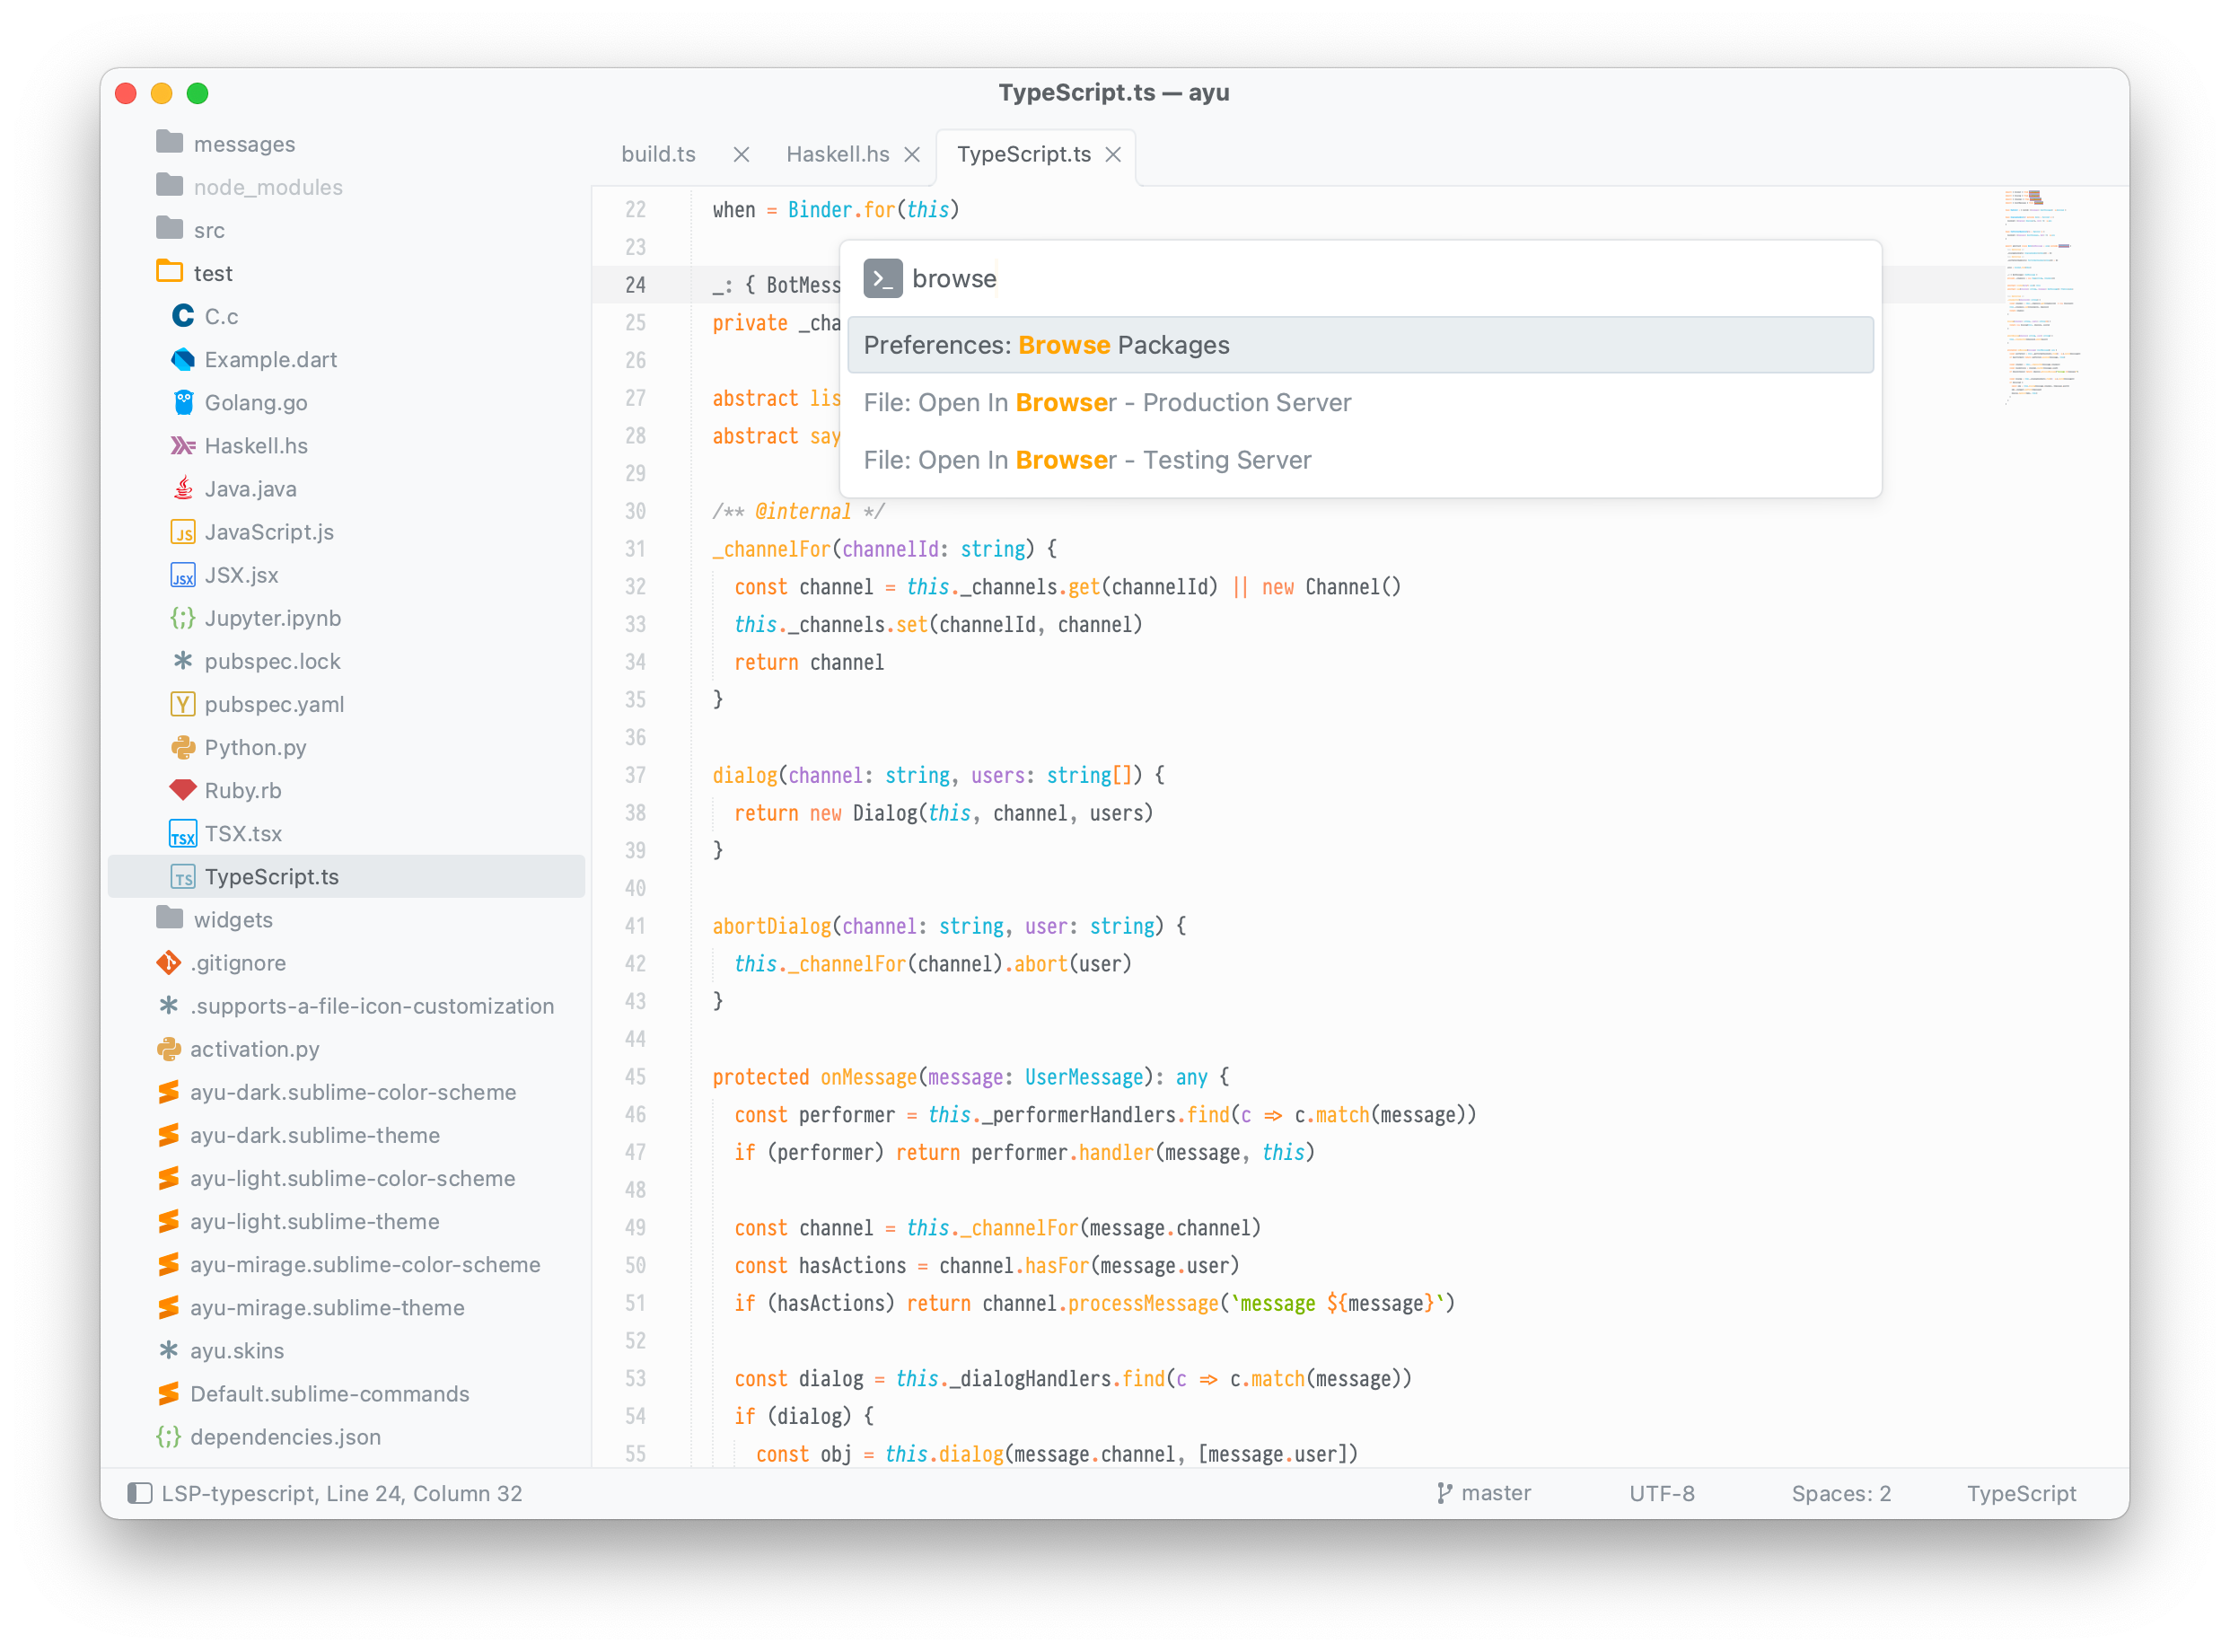 TypeScript.ts — ayu
messages
node_modules
src
test
C.c
Example.dart
Golang.go
Haskell.hs
Java.java
JavaScript.js
JSX.jsx
Jupyter.ipynb
pubspec.lock
pubspec.yaml
Python.py
Ruby.rb
TSX.tsx
TypeScript.ts
widgets
.gitignore
.supports-a-file-icon-customization
activation.py
ayu-dark.sublime-color-scheme
ayu-dark.sublime-theme
ayu-light.sublime-color-scheme
ayu-light.sublime-theme
ayu-mirage.sublime-color-scheme
ayu-mirage.sublime-theme
ayu.skins
Default.sublime-commands
dependencies.json
build.ts Haskell.hs TypeScript.ts
browse
Preferences: Browse Packages
File: Open In Browser - Production Server
File: Open In Browser - Testing Server
22 when = Binder.for(this)
23
24 _: { BotMess
25 private _cha
26
27 abstract lis
28 abstract say
29
30 /** @internal */
31 _channelFor(channelId: string) {
32 const channel = this._channels.get(channelId) || new Channel()
33 this._channels.set(channelId, channel)
34 return channel
35 }
36
37 dialog(channel: string, users: string[]) {
38 return new Dialog(this, channel, users)
39 }
40
41 abortDialog(channel: string, user: string) {
42 this._channelFor(channel).abort(user)
43 }
44
45 protected onMessage(message: UserMessage): any {
46 const performer = this._performerHandlers.find(c => c.match(message))
47 if (performer) return performer.handler(message, this)
48
49 const channel = this._channelFor(message.channel)
50 const hasActions = channel.hasFor(message.user)
51 if (hasActions) return channel.processMessage(`message ${message}`)
52
53 const dialog = this._dialogHandlers.find(c => c.match(message))
54 if (dialog) {
55 const obj = this.dialog(message.channel, [message.user])
LSP-typescript, Line 24, Column 32
master
UTF-8
Spaces: 2
TypeScript